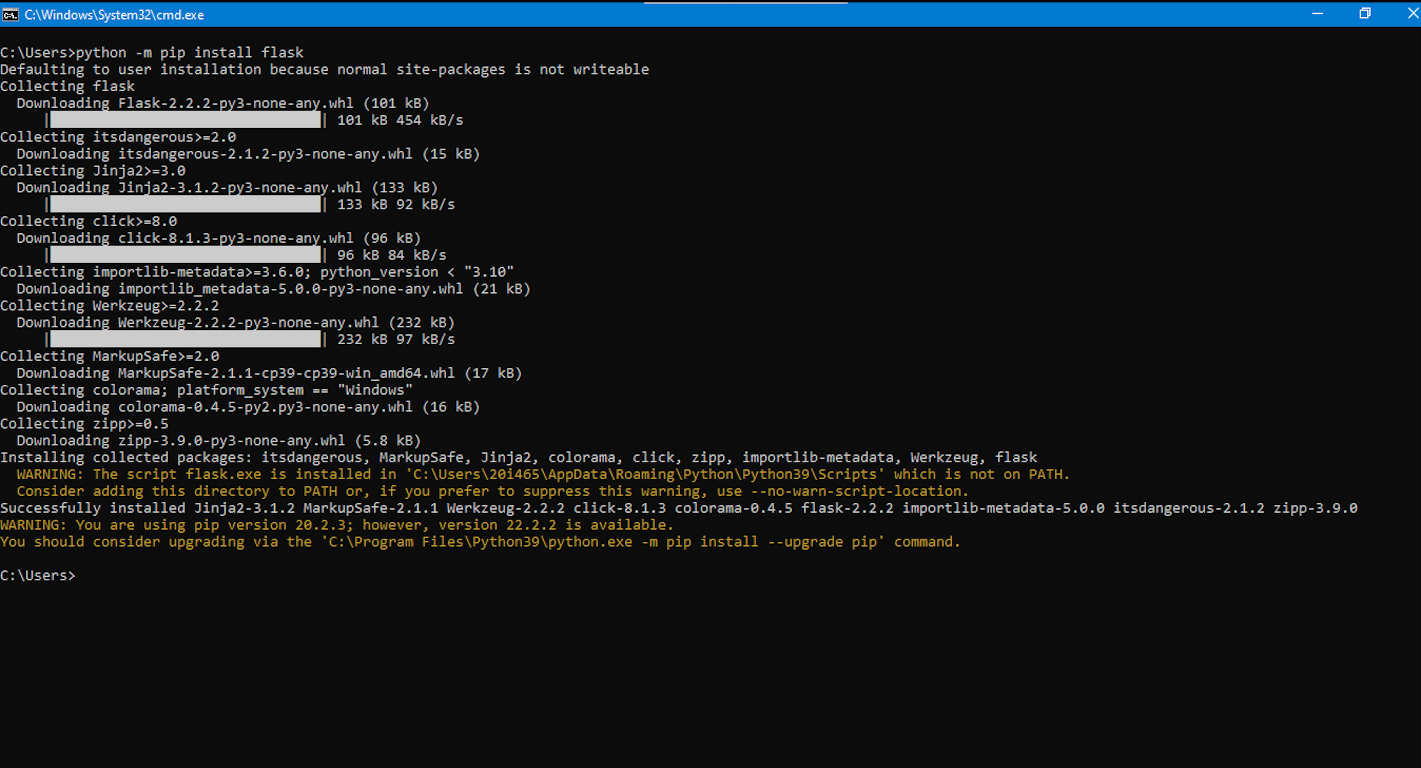 C:\Windows\System32\cmd.exe
C:\Users>python -m pip install flask
Defaulting to user installation because normal site-packages is not writeable
Collecting flask
  Downloading Flask-2.2.2-py3-none-any.whl (101 kB)
     |████████████████████████████████| 101 kB 454 kB/s
Collecting itsdangerous>=2.0
  Downloading itsdangerous-2.1.2-py3-none-any.whl (15 kB)
Collecting Jinja2>=3.0
  Downloading Jinja2-3.1.2-py3-none-any.whl (133 kB)
     |████████████████████████████████| 133 kB 92 kB/s
Collecting click>=8.0
  Downloading click-8.1.3-py3-none-any.whl (96 kB)
     |████████████████████████████████| 96 kB 84 kB/s
Collecting importlib-metadata>=3.6.0; python_version < "3.10"
  Downloading importlib_metadata-5.0.0-py3-none-any.whl (21 kB)
Collecting Werkzeug>=2.2.2
  Downloading Werkzeug-2.2.2-py3-none-any.whl (232 kB)
     |████████████████████████████████| 232 kB 97 kB/s
Collecting MarkupSafe>=2.0
  Downloading MarkupSafe-2.1.1-cp39-cp39-win_amd64.whl (17 kB)
Collecting colorama; platform_system == "Windows"
  Downloading colorama-0.4.5-py2.py3-none-any.whl (16 kB)
Collecting zipp>=0.5
  Downloading zipp-3.9.0-py3-none-any.whl (5.8 kB)
Installing collected packages: itsdangerous, MarkupSafe, Jinja2, colorama, click, zipp, importlib-metadata, Werkzeug, flask
  WARNING: The script flask.exe is installed in 'C:\Users\20i465\AppData\Roaming\Python\Python39\Scripts' which is not on PATH.
  Consider adding this directory to PATH or, if you prefer to suppress this warning, use --no-warn-script-location.
Successfully installed Jinja2-3.1.2 MarkupSafe-2.1.1 Werkzeug-2.2.2 click-8.1.3 colorama-0.4.5 flask-2.2.2 importlib-metadata-5.0.0 itsdangerous-2.1.2 zipp-3.9.0
WARNING: You are using pip version 20.2.3; however, version 22.2.2 is available.
You should consider upgrading via the 'C:\Program Files\Python39\python.exe -m pip install --upgrade pip' command.
C:\Users>